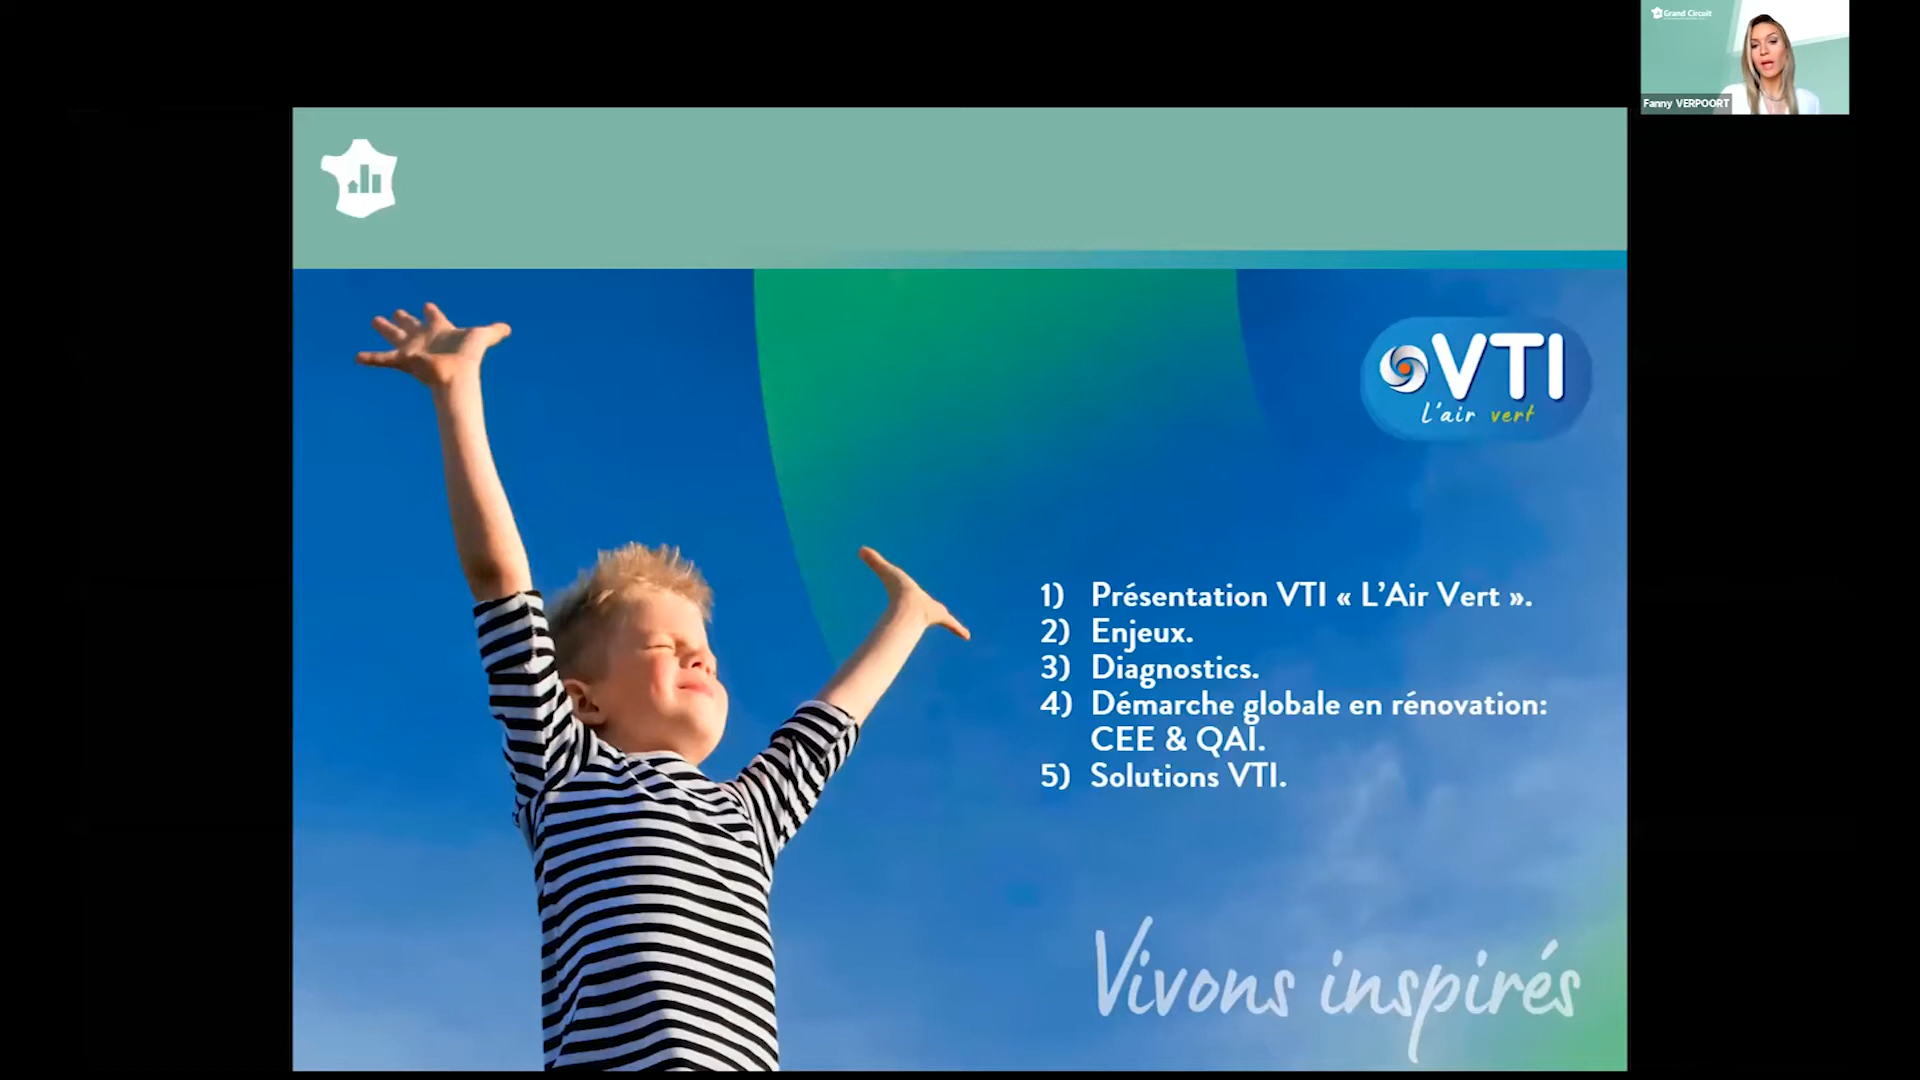 Grand Circuit
Fanny VERPOORT
VTI
L'air vert
1) Présentation VTI « L'Air Vert ».
2) Enjeux.
3) Diagnostics.
4) Démarche globale en rénovation:
CEE & QAI.
5) Solutions VTI.
Vivons inspirés